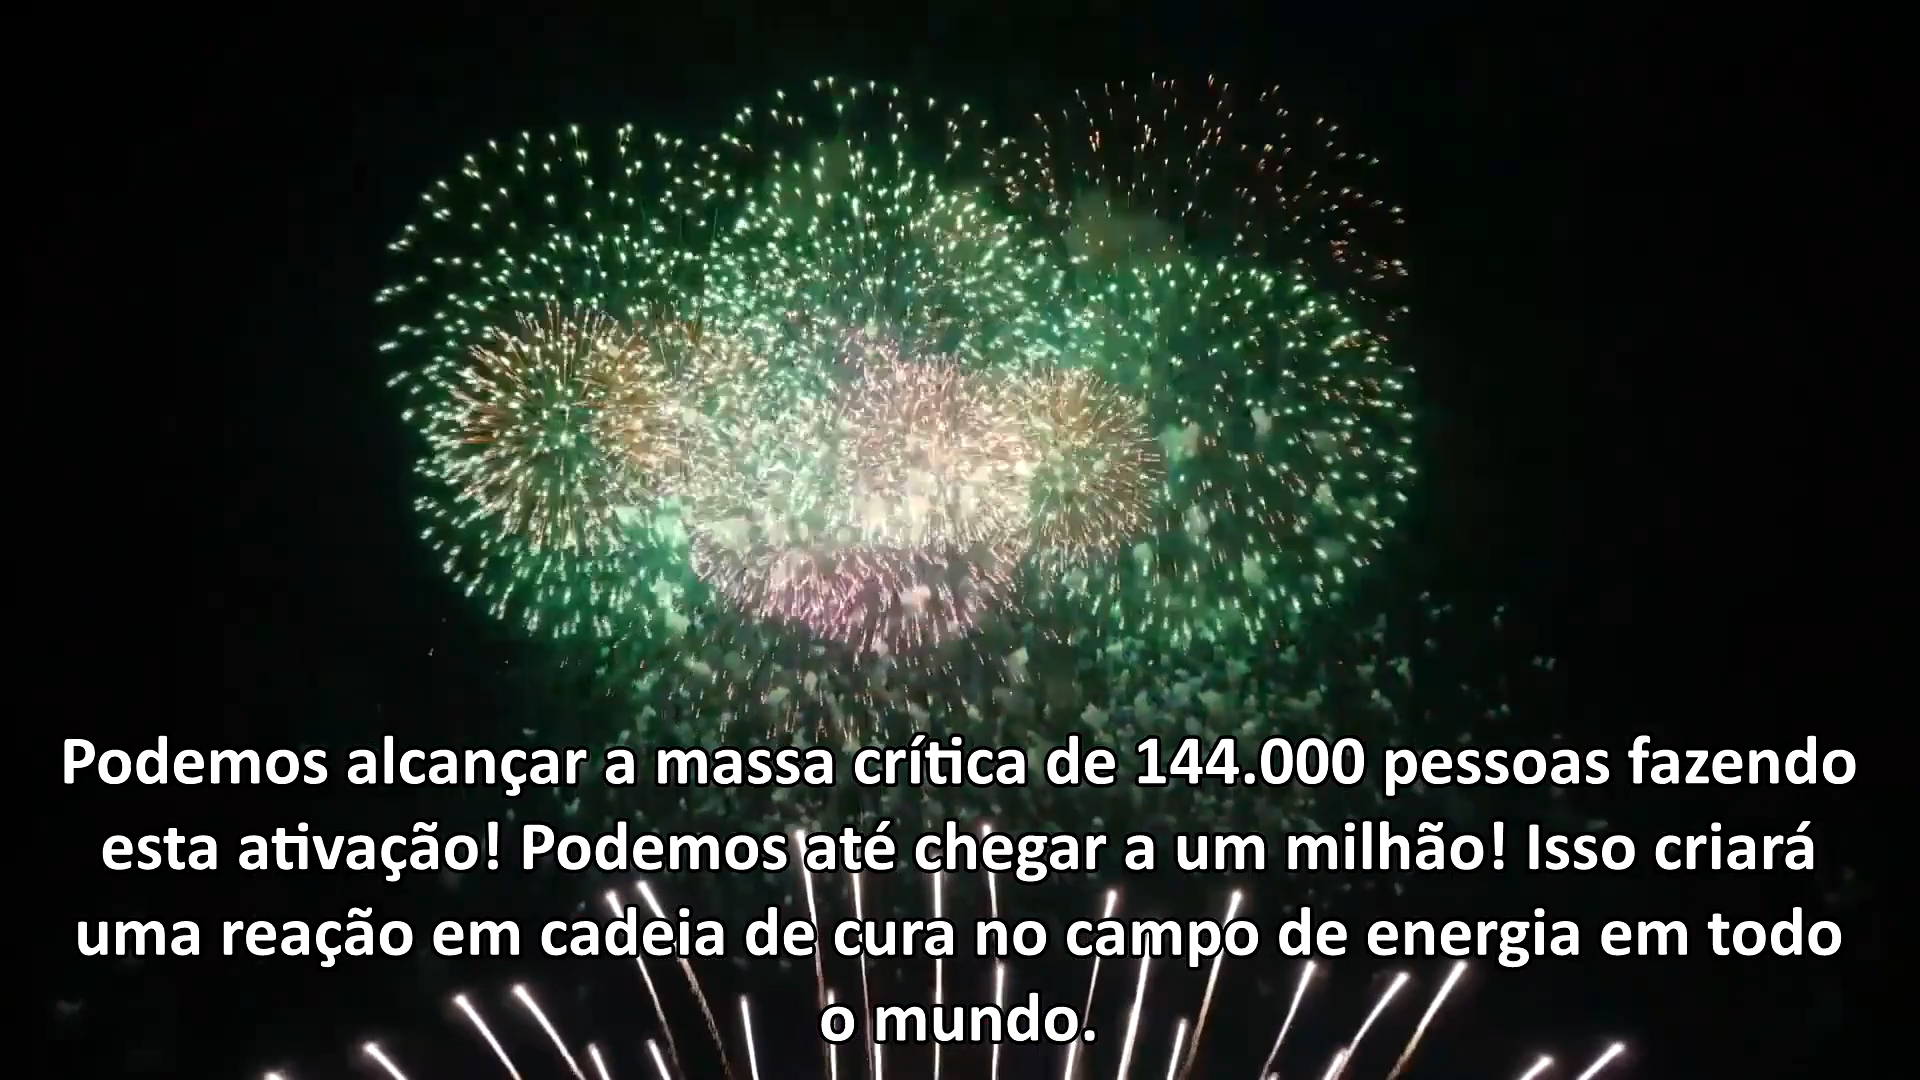 Podemos alcançar a massa crítica de 144.000 pessoas fazendo
esta ativação! Podemos até chegar a um milhão! Isso criará
uma reação em cadeia de cura no campo de energia em todo
o mundo.